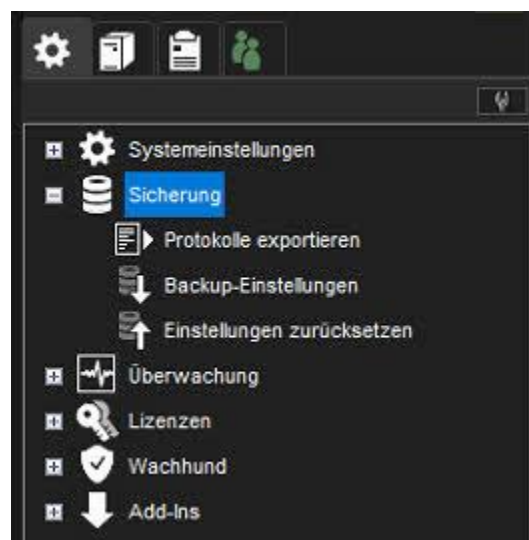 Systemeinstellungen
Sicherung
Protokolle exportieren
Backup-Einstellungen
Einstellungen zurücksetzen
Überwachung
Lizenzen
Wachhund
Add-Ins